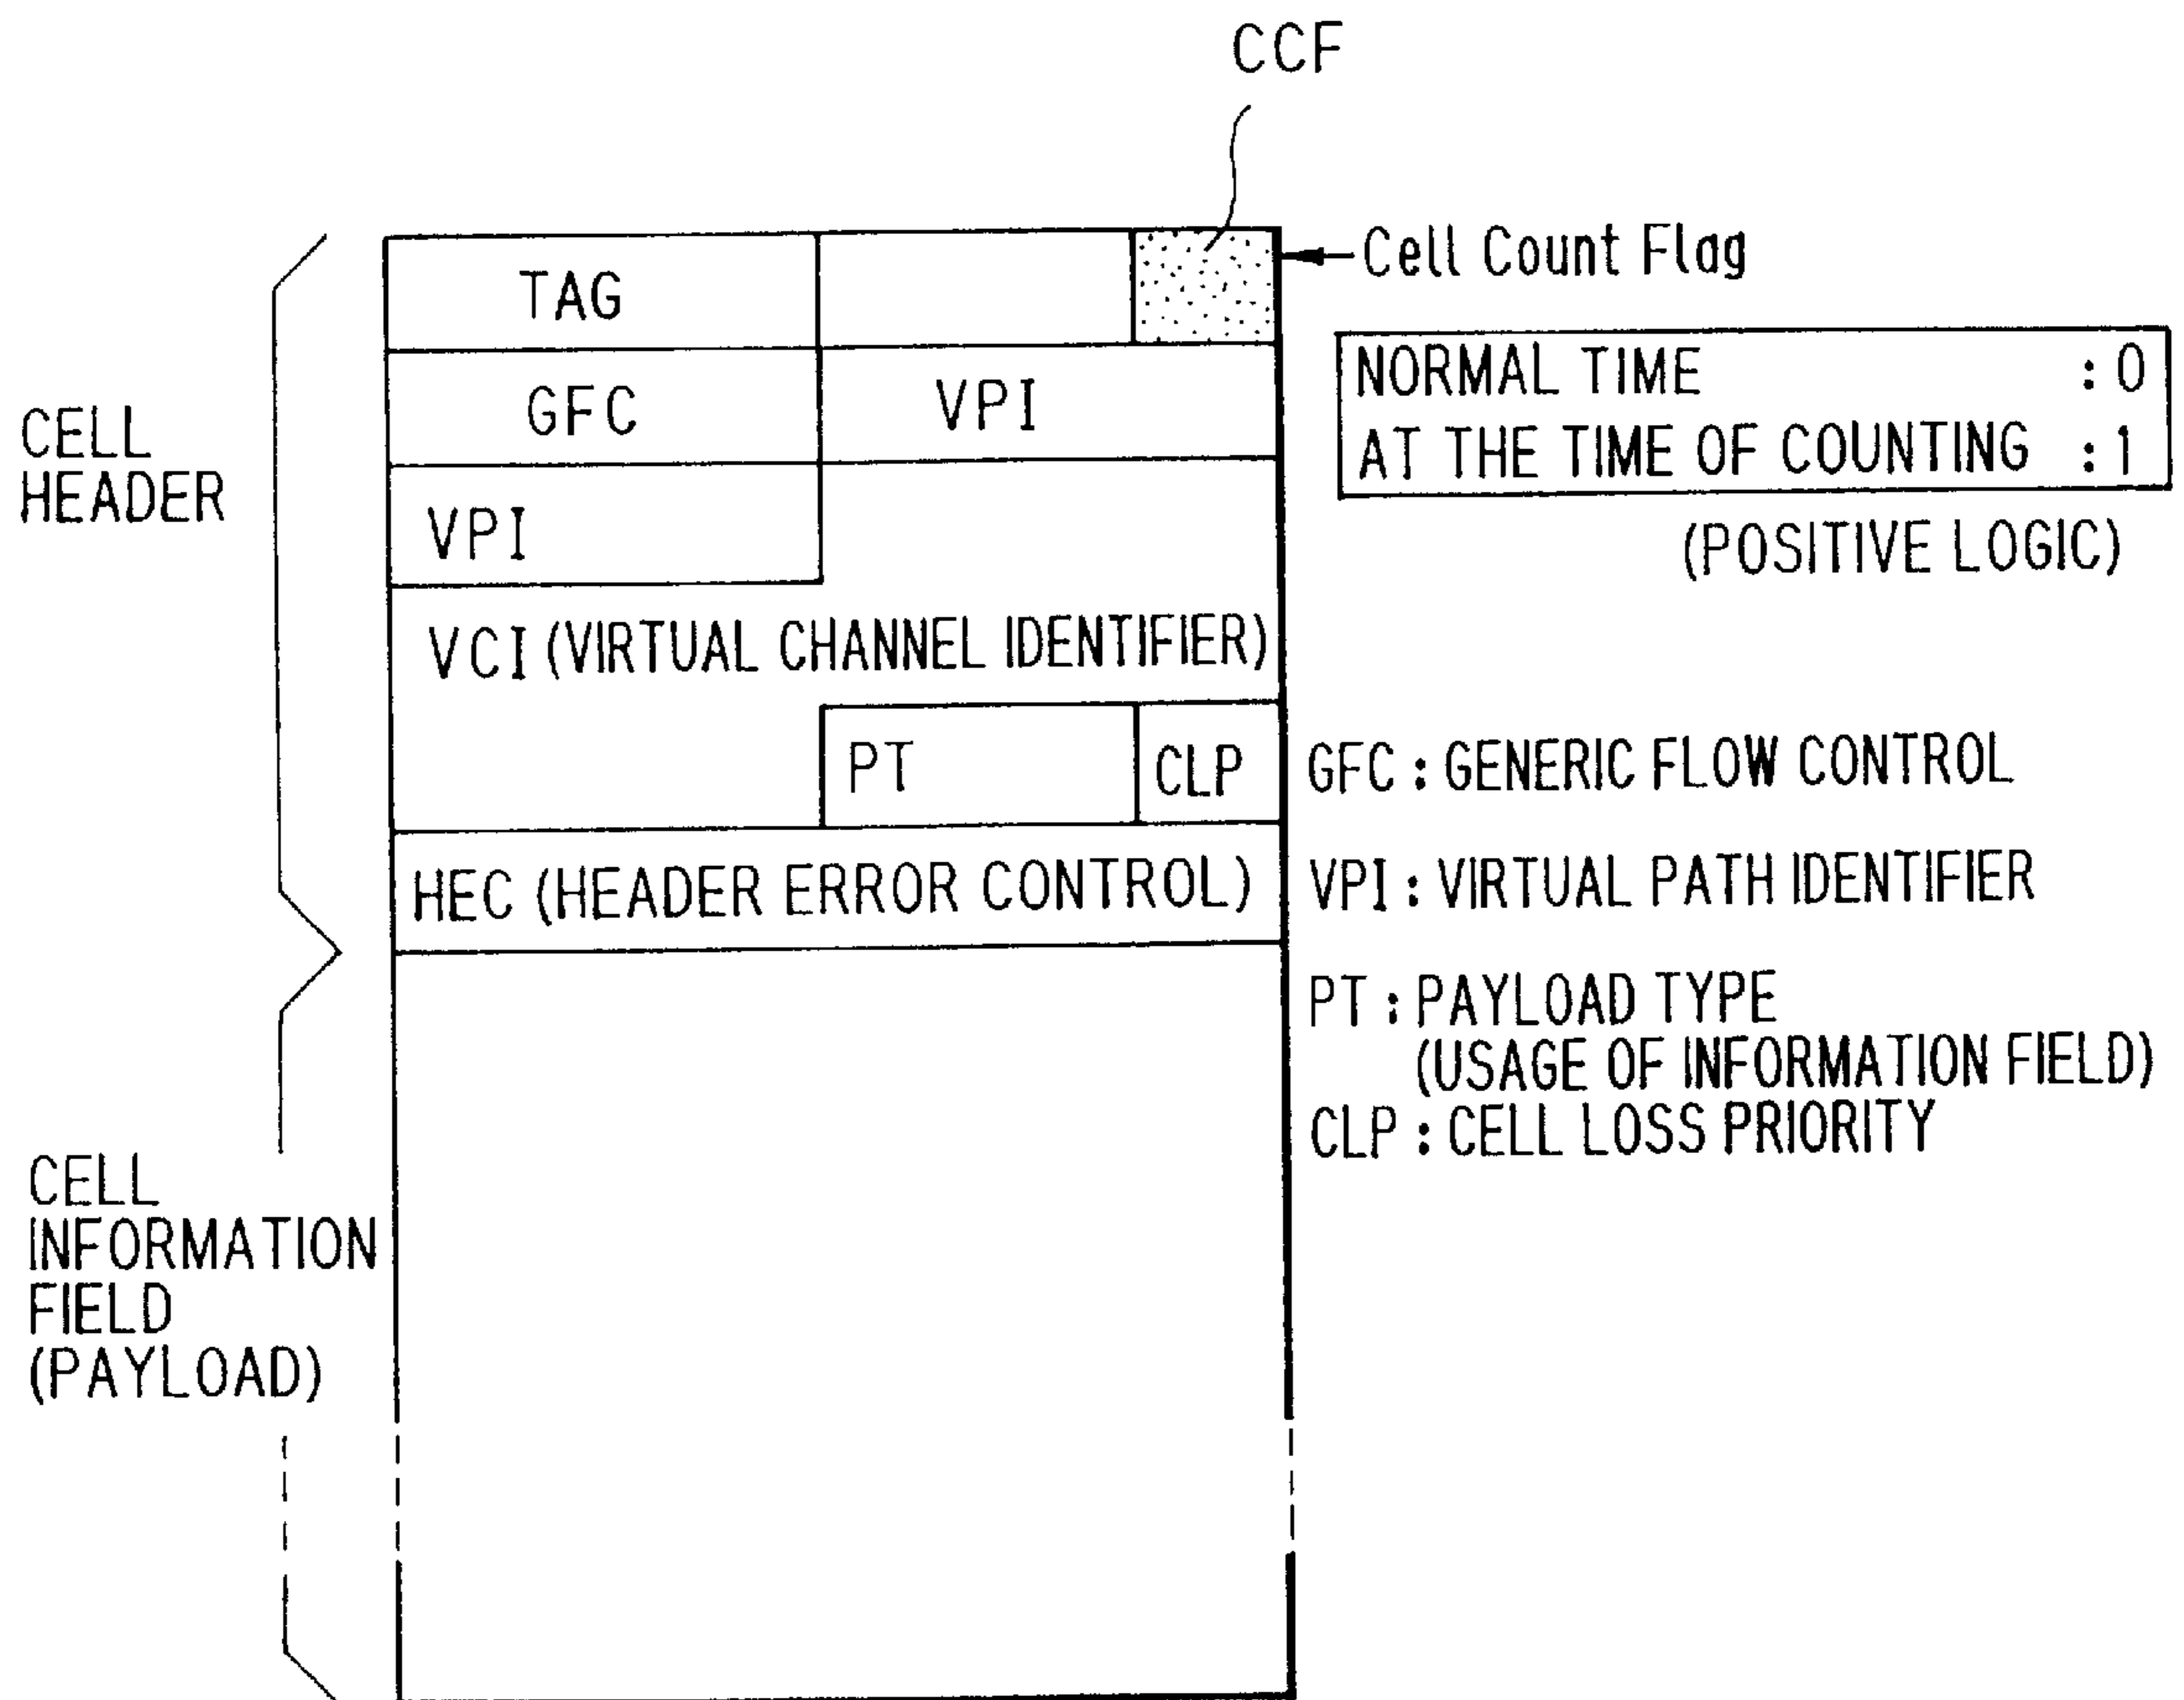 CCF
TAG
Cell Count Flag
GFC
VPI
NORMAL TIME :0
AT THE TIME OF COUNTING :1
(POSITIVE LOGIC)
CELL
HEADER
VPI
VCI (VIRTUAL CHANNEL IDENTIFIER)
PT
CLP
GFC : GENERIC FLOW CONTROL
HEC (HEADER ERROR CONTROL)
VPI : VIRTUAL PATH IDENTIFIER
PT : PAYLOAD TYPE
(USAGE OF INFORMATION FIELD)
CLP : CELL LOSS PRIORITY
CELL
INFORMATION
FIELD
(PAYLOAD)